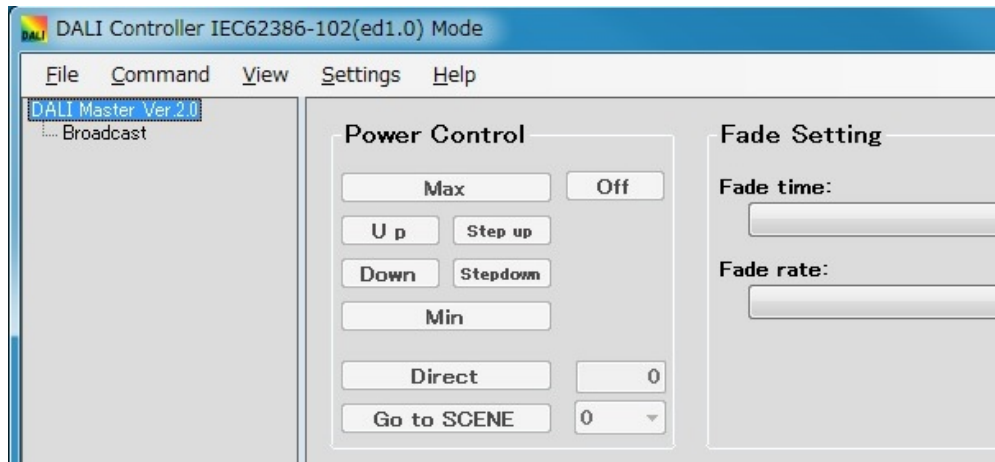 DALI Controller IEC62386-102(ed1.0) Mode
File Command View Settings Help
DALI Master Ver.2.0
Broadcast
Power Control
Max Off
Up Step up
Down Stepdown
Min
Direct 0
Go to SCENE 0
Fade Setting
Fade time:
Fade rate: